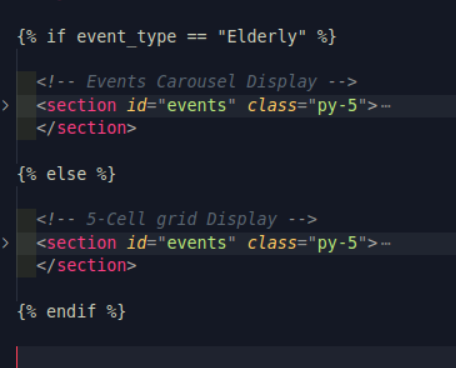 {% if event_type == "Elderly" %}
<!-- Events Carousel Display -->
<section id="events" class="py-5">⋯
</section>
{% else %}
<!-- 5-Cell grid Display -->
<section id="events" class="py-5">⋯
</section>
{% endif %}